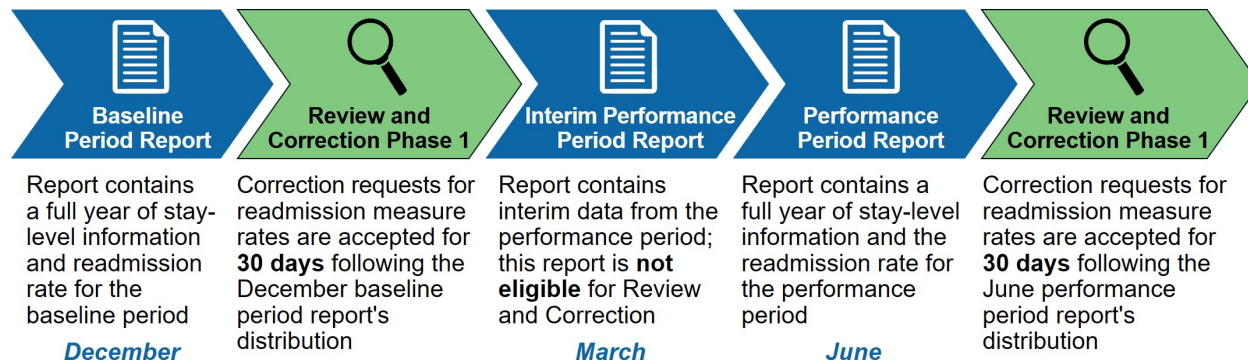 Baseline
Period Report
Review and
Correction Phase 1
Interim Performance
Period Report
Performance
Period Report
Review and
Correction Phase 1
Report contains
a full year of stay-
level information
and readmission
rate for the
baseline period
December
Correction requests for
readmission measure
rates are accepted for
30 days following the
December baseline
period report's
distribution
Report contains
interim data from the
performance period;
this report is not
eligible for Review
and Correction
March
Report contains a
full year of stay-level
information and the
readmission rate for
the performance
period
June
Correction requests for
readmission measure
rates are accepted for
30 days following the
June performance
period report's
distribution